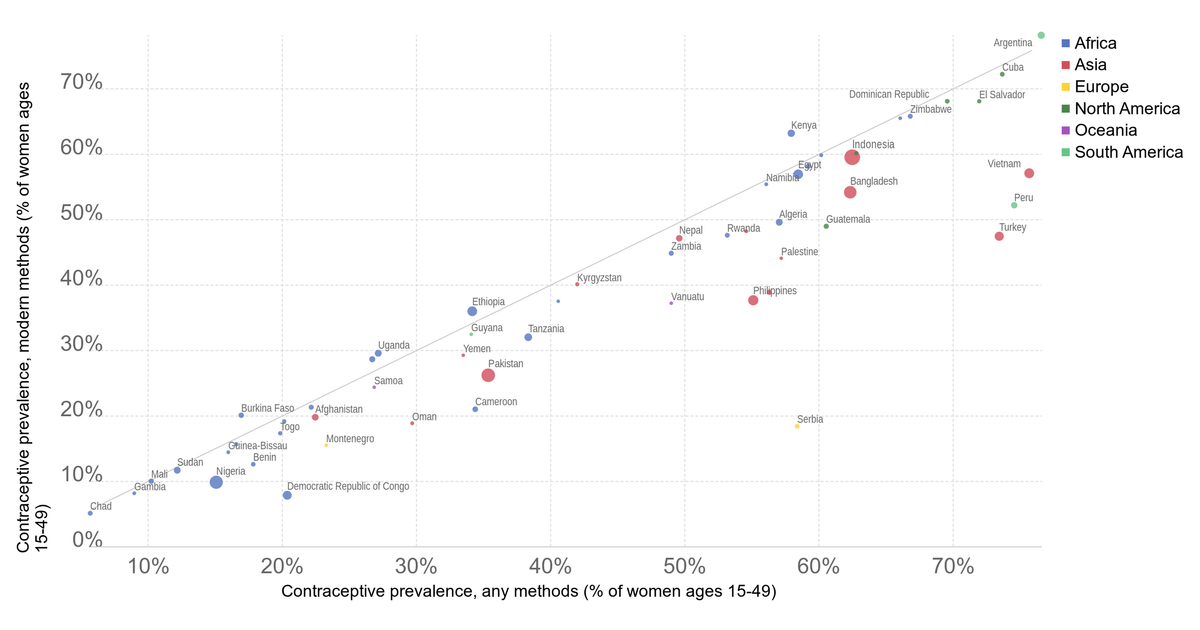 Argentina
Africa
Asia
Europe
North America
Oceania
South America
Cuba
70%
Dominican Republic
El Salvador
Zimbabwe
Kenya
60%
Indonesia
Egypt
Vietnam
Namibia
Bangladesh
Peru
50%
Algeria
Guatemala
Nepal
Rwanda
Turkey
Zambia
Palestine
40%
Kyrgyzstan
Philippines
Vanuatu
Ethiopia
Guyana
Tanzania
30%
Uganda
Yemen
Pakistan
Samoa
20%
Burkina Faso
Afghanistan
Cameroon
Oman
Serbia
Togo
Montenegro
Guinea-Bissau
Benin
10%
Sudan
Mali
Nigeria
Gambia
Democratic Republic of Congo
Chad
0%
10%
20%
30%
40%
50%
60%
70%
Contraceptive prevalence, any methods (% of women ages 15-49)
Contraceptive prevalence, modern methods (% of women ages
15-49)